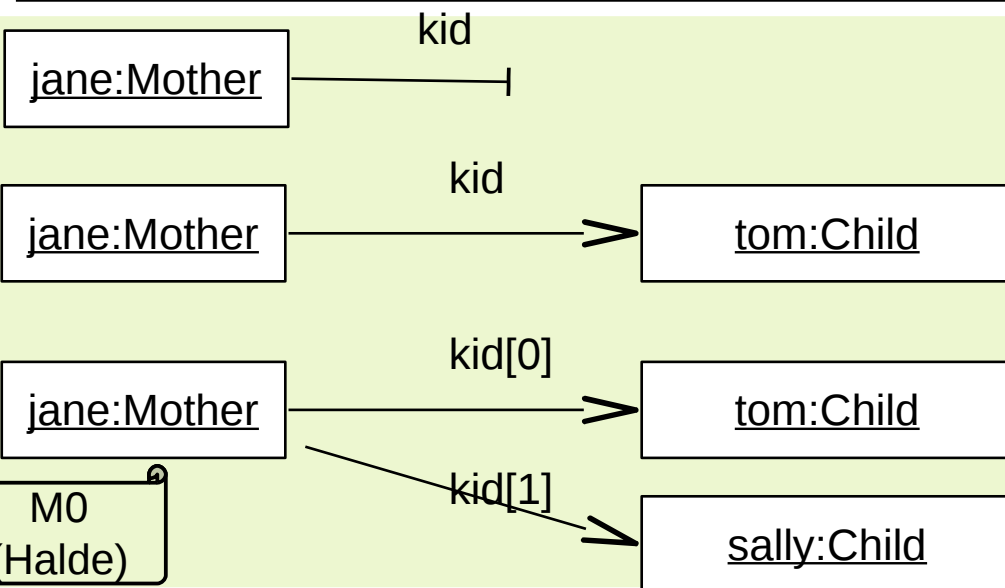 kid
jane:Mother
kid
jane:Mother
tom:Child
kid[0]
jane:Mother
tom:Child
kid[1]
M0
(Halde)
sally:Child